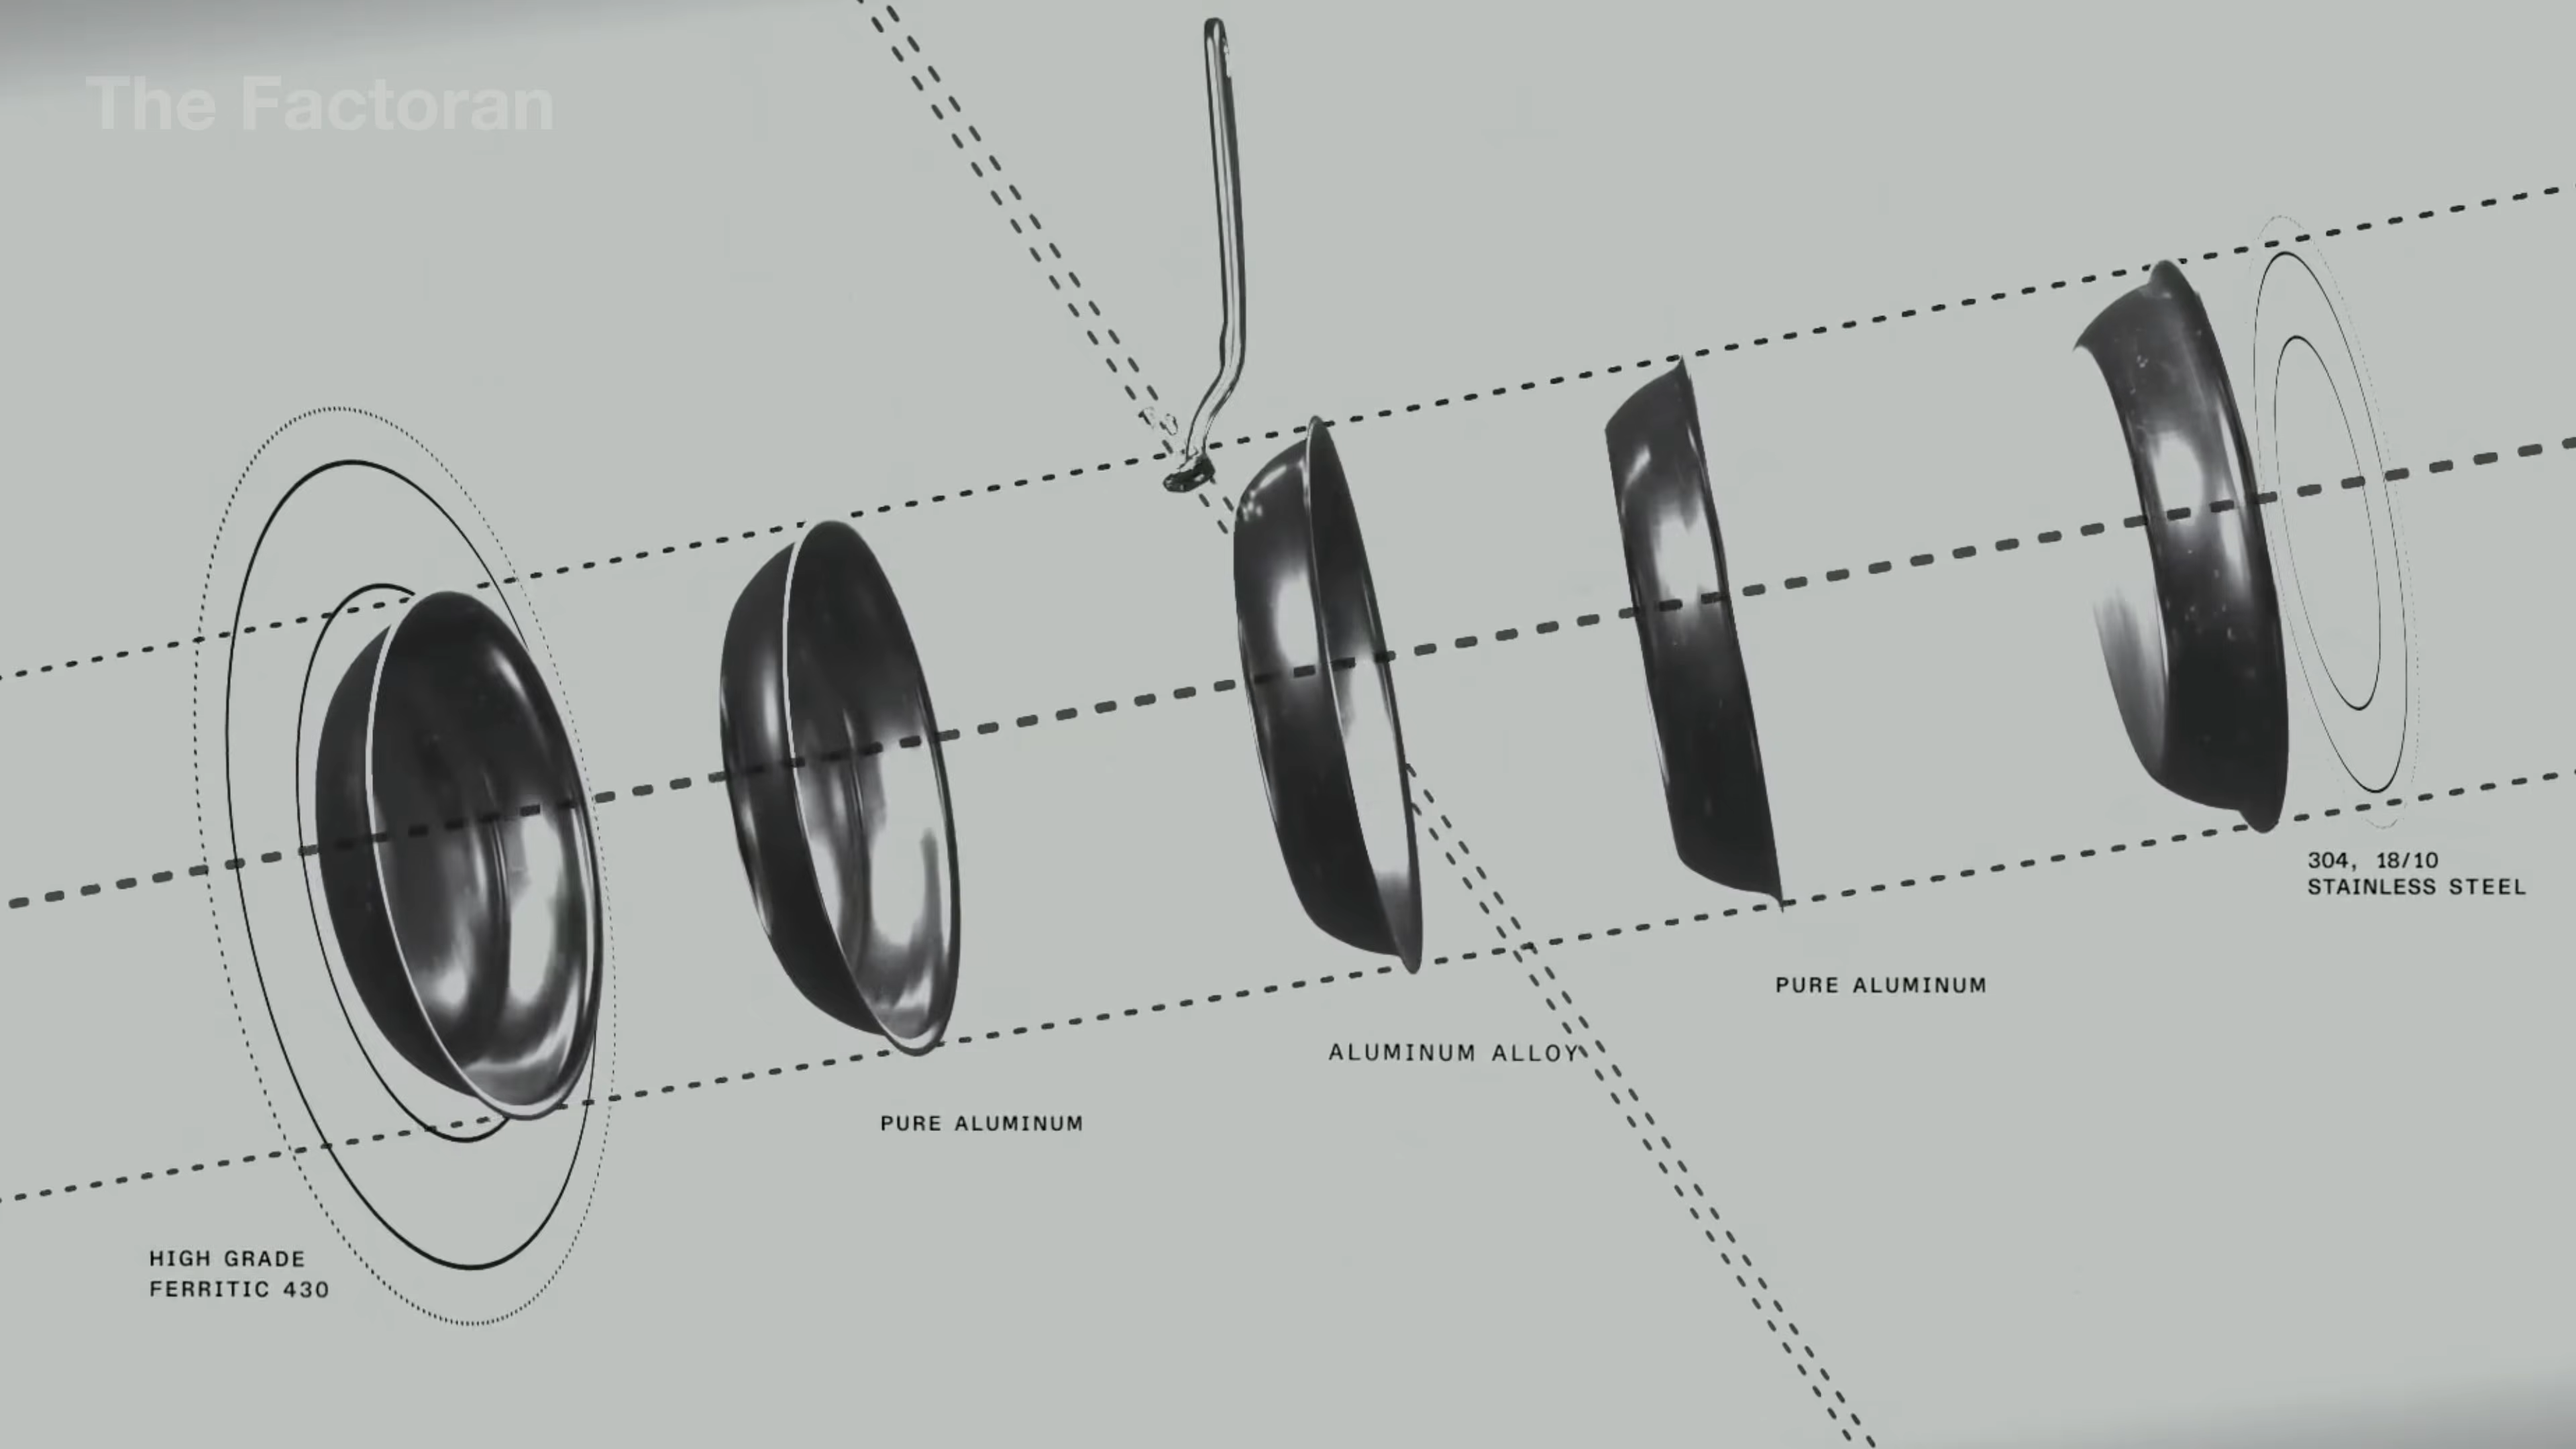 The Factoran
304, 18/10
STAINLESS STEEL
PURE ALUMINUM
ALUMINUM ALLOY
PURE ALUMINUM
HIGH GRADE
FERRITIC 430